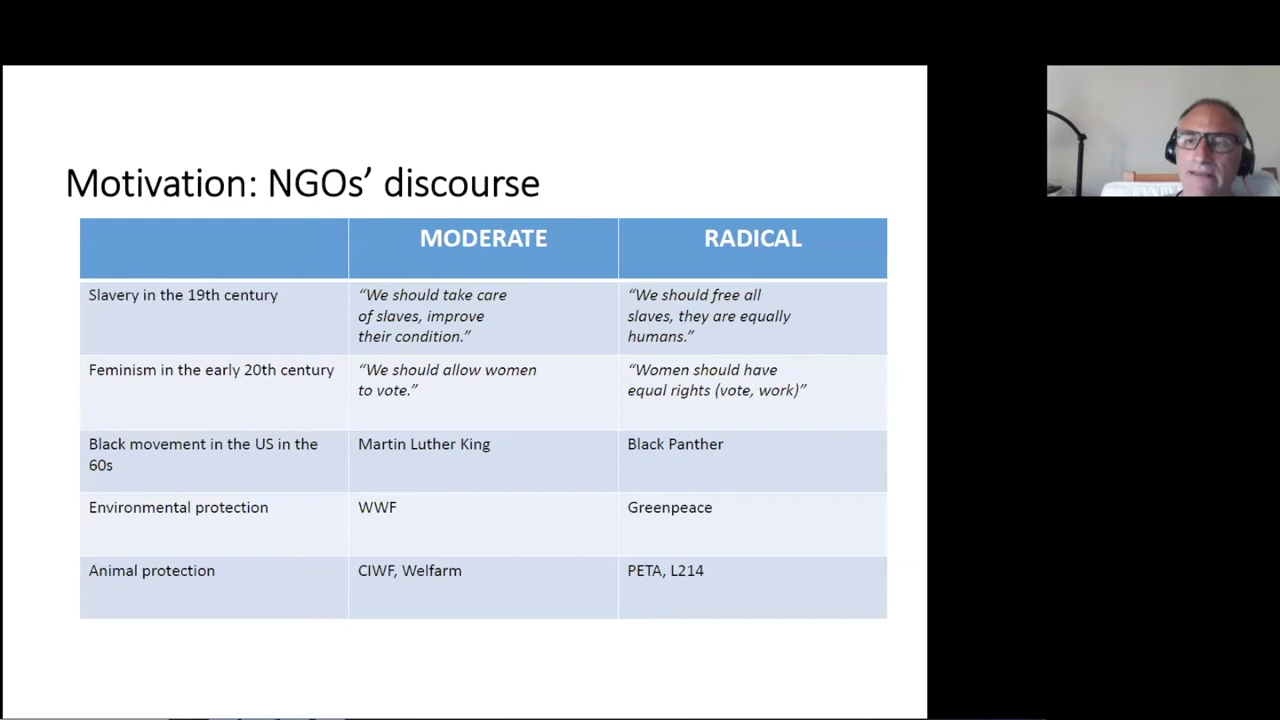 Motivation: NGOs’ discourse
MODERATE
RADICAL
Slavery in the 19th century
“We should take care
of slaves, improve
their condition.”
“We should free all
slaves, they are equally
humans.”
Feminism in the early 20th century
“We should allow women
to vote.”
“Women should have
equal rights (vote, work)”
Black movement in the US in the
60s
Martin Luther King
Black Panther
Environmental protection
WWF
Greenpeace
Animal protection
CIWF, Welfarm
PETA, L214